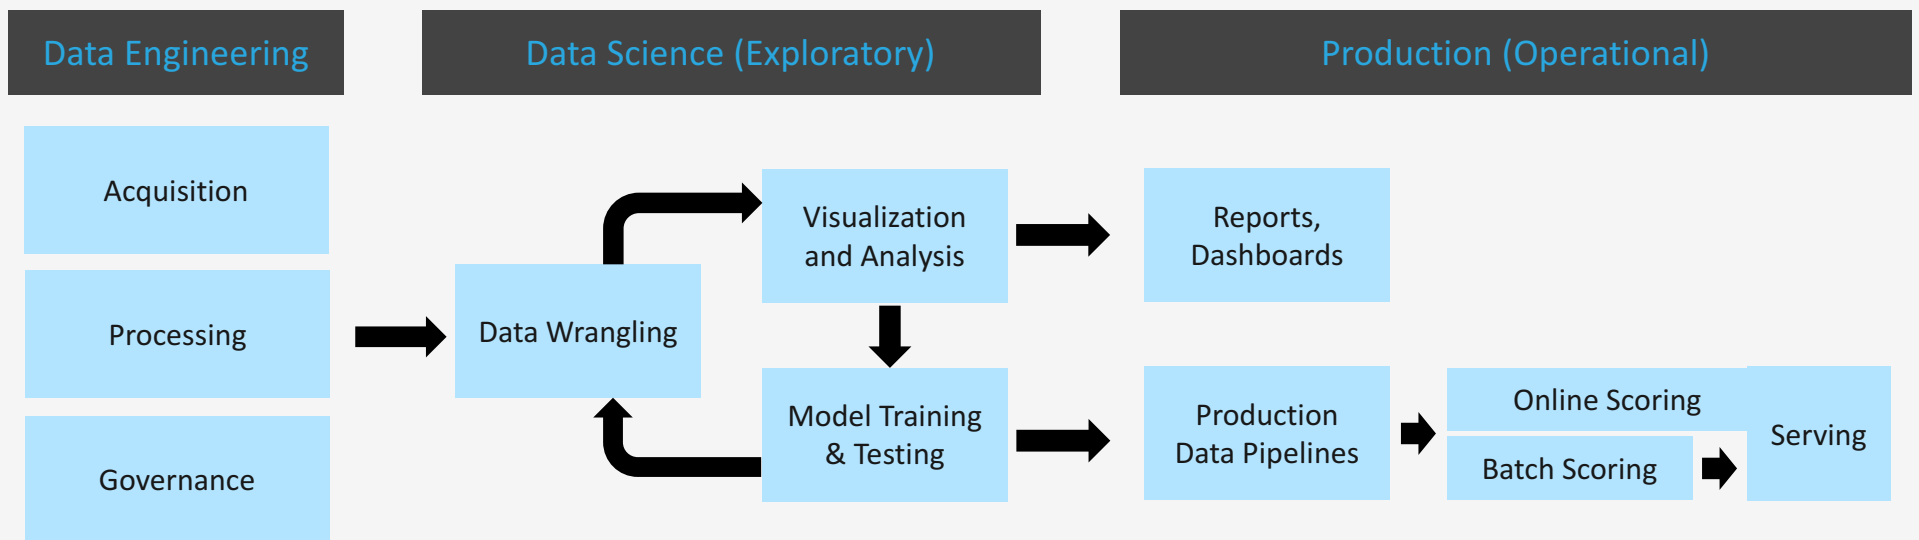 Data Engineering
Data Science (Exploratory)
Production (Operational)
Acquisition
Processing
Governance
Data Wrangling
Visualization
and Analysis
Model Training
& Testing
Reports,
Dashboards
Production
Data Pipelines
Online Scoring
Batch Scoring
Serving